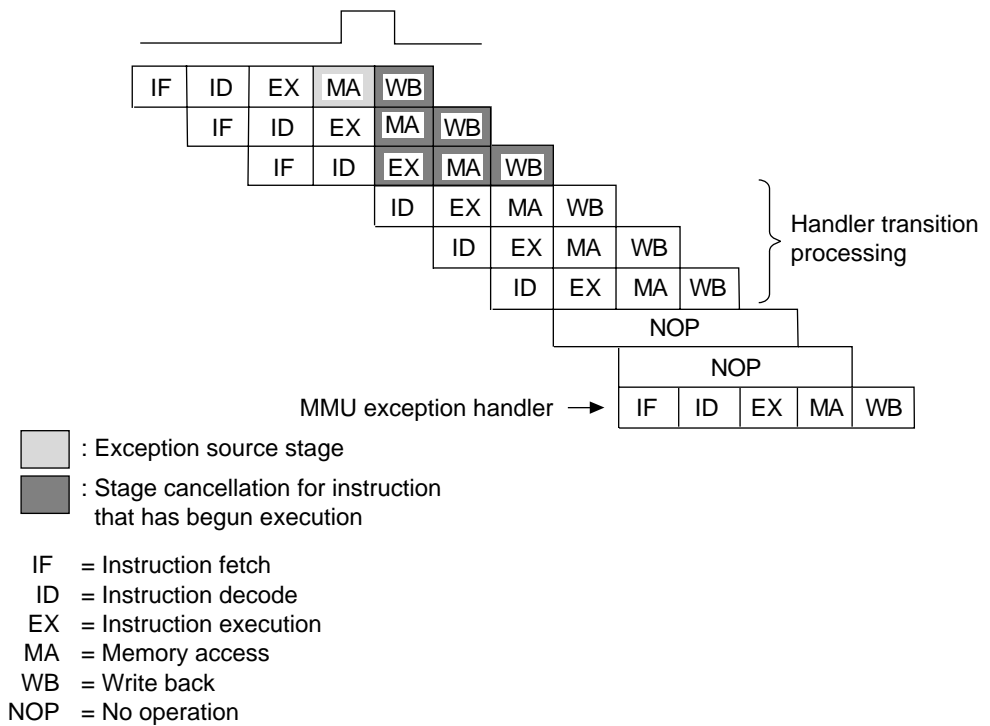 IF ID EX MA WB
IF ID EX MA WB
IF ID EX MA WB
ID EX MA WB
ID EX MA WB
ID EX MA WB
Handler transition
processing
NOP
NOP
MMU exception handler IF ID EX MA WB
: Exception source stage
: Stage cancellation for instruction
that has begun execution
IF = Instruction fetch
ID = Instruction decode
EX = Instruction execution
MA = Memory access
WB = Write back
NOP = No operation